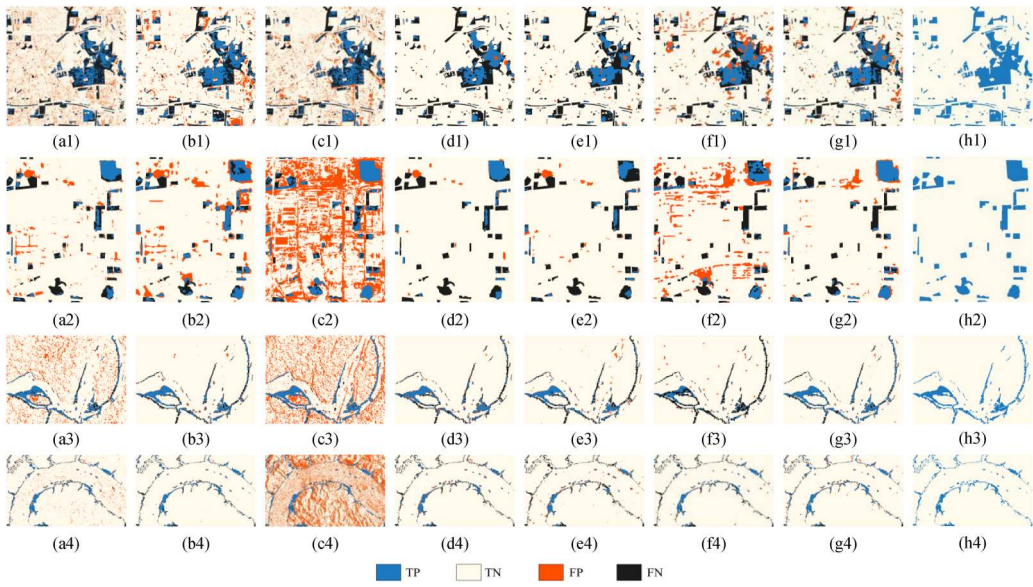 (a1) (b1) (c1) (d1) (e1) (f1) (g1) (h1)
(a2) (b2) (c2) (d2) (e2) (f2) (g2) (h2)
(a3) (b3) (c3) (d3) (e3) (f3) (g3) (h3)
(a4) (b4) (c4) (d4) (e4) (f4) (g4) (h4)
TP TN FP FN